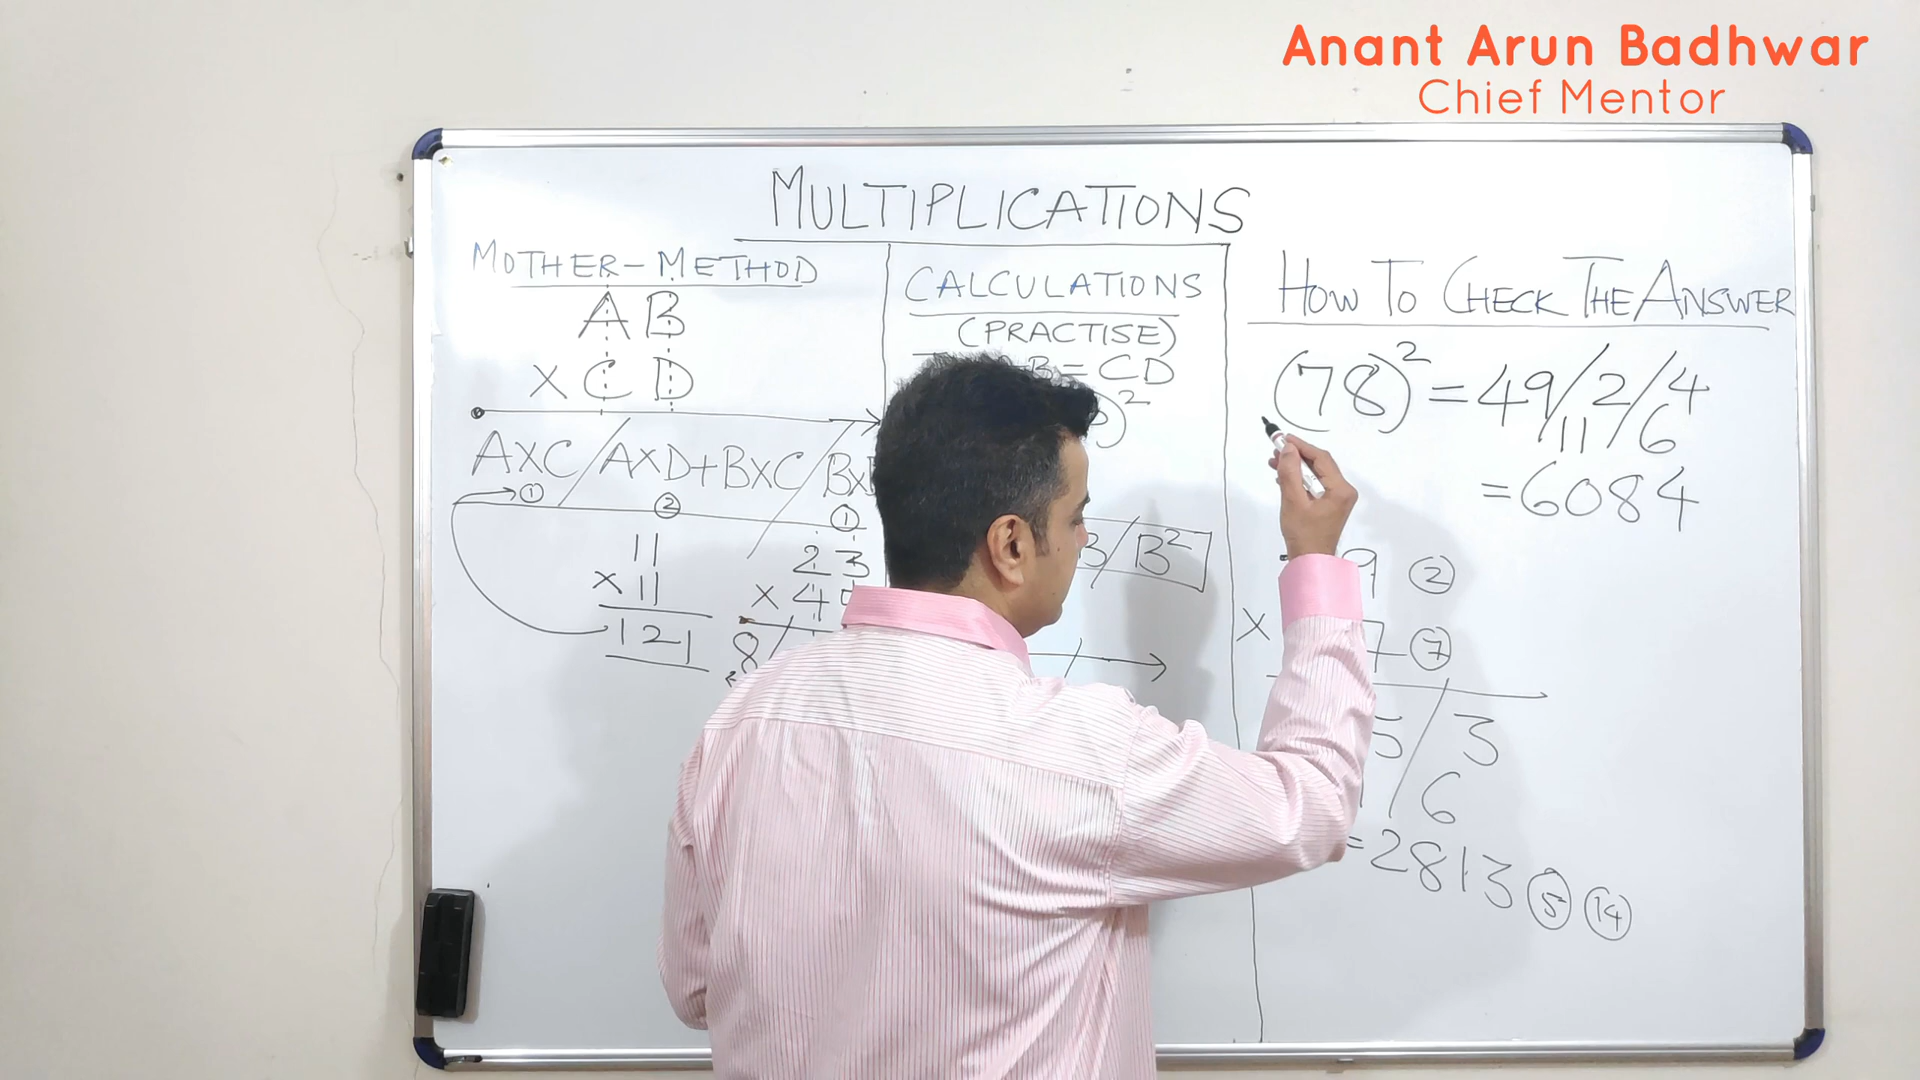 Anant Arun Badhwar
Chief Mentor
MULTIPLICATIONS
MOTHER-METHOD
A B
X C D
AXC / AXD+BXC / BX
① ② ①
11
X 11
121
23
X 4
8/
CALCULATIONS
(PRACTISE)
B = CD
)²
B / B²
HOW TO CHECK THE ANSWER
(78)² = 49/2/4
/11/6
= 6084
9 ②
X 7 ⑦
5 / 3
/ 6
= 2813 ⑤ ⑭